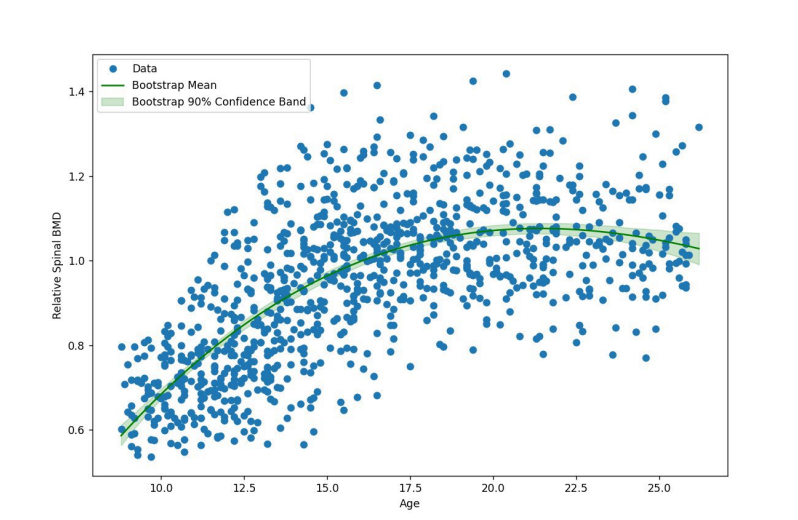 Data
Bootstrap Mean
Bootstrap 90% Confidence Band
Relative Spinal BMD
1.4
1.2
1.0
0.8
0.6
10.0 12.5 15.0 17.5 20.0 22.5 25.0
Age